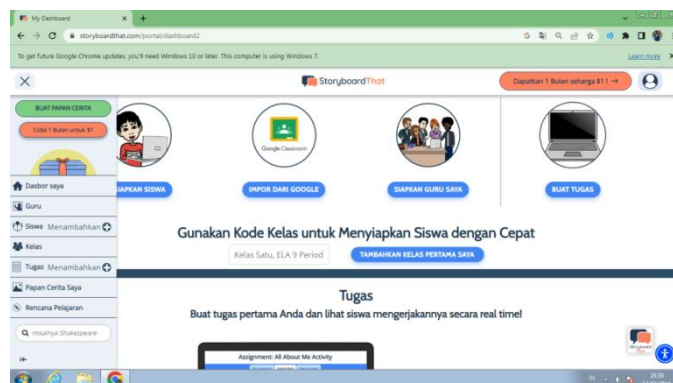 My Dashboard
storyboardthat.com/portal/dashboard2
To get future Google Chrome updates, you'll need Windows 10 or later. This computer is using Windows 7.
Learn more
StoryboardThat
Dapatkan 1 Bulan seharga $1 !
BUAT PAPAN CERITA
Coba 1 Bulan untuk $1
Dasbor saya
Guru
Siswa Menambahkan
Kelas
Tugas Menambahkan
Papan Cerita Saya
Rencana Pelajaran
misalnya Shakespeare
Google Classroom
IAPKAN SISWA
IMPOR DARI GOOGLE
SIAPKAN GURU SAYA
BUAT TUGAS
Gunakan Kode Kelas untuk Menyiapkan Siswa dengan Cepat
Kelas Satu, ELA 9 Period
TAMBAHKAN KELAS PERTAMA SAYA
Tugas
Buat tugas pertama Anda dan lihat siswa mengerjakannya secara real time!
Assignment: All About Me Activity
20:59